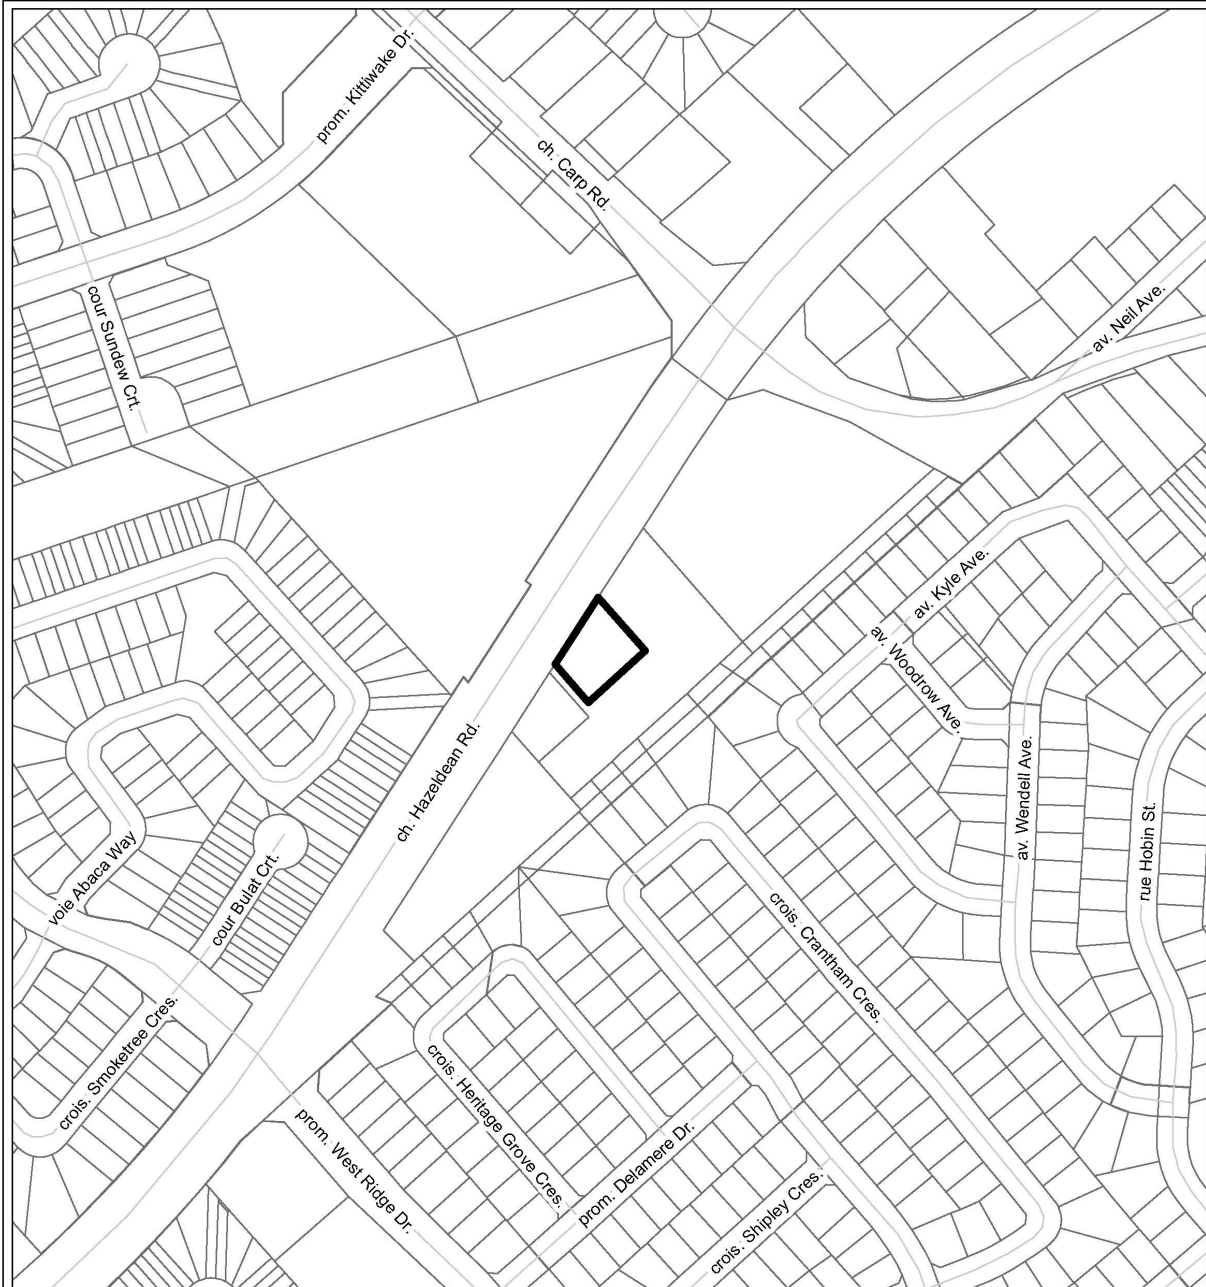 prom. Kittiwake Dr.
ch. Carp Rd.
cour Sundew Crt.
av. Neil Ave.
av. Kyle Ave.
av. Woodrow Ave.
ch. Hazeldean Rd.
av. Wendell Ave.
rue Hobin St.
voie Abaca Way
cour Bulat Crt.
crois. Crantham Cres.
crois. Smoketree Cres.
crois. Heritage Grove Cres.
prom. West Ridge Dr.
prom. Delamere Dr.
crois. Shipley Cres.